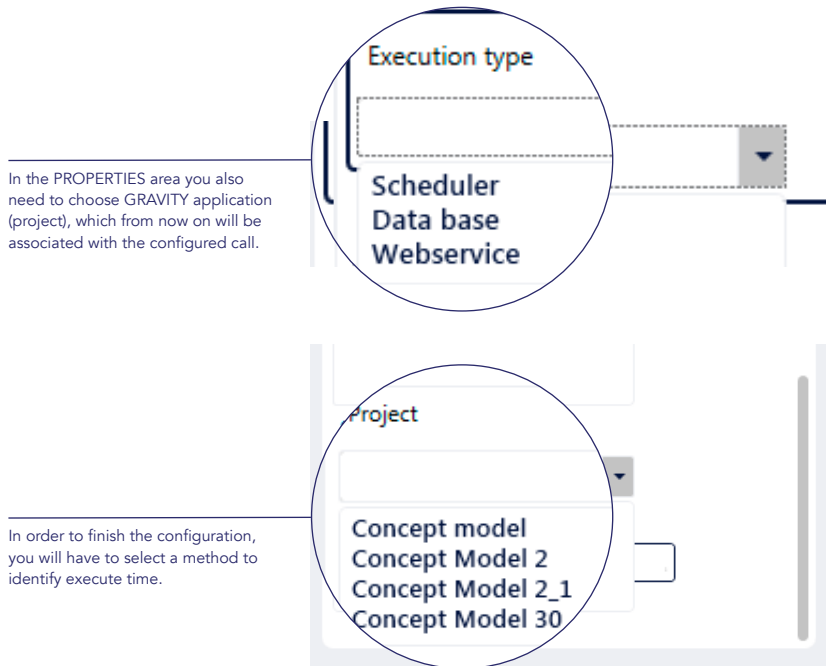 Execution type
In the PROPERTIES area you also
need to choose GRAVITY application
(project), which from now on will be
associated with the configured call.
Scheduler
Data base
Webservice
Project
In order to finish the configuration,
you will have to select a method to
identify execute time.
Concept model
Concept Model 2
Concept Model 2_1
Concept Model 30